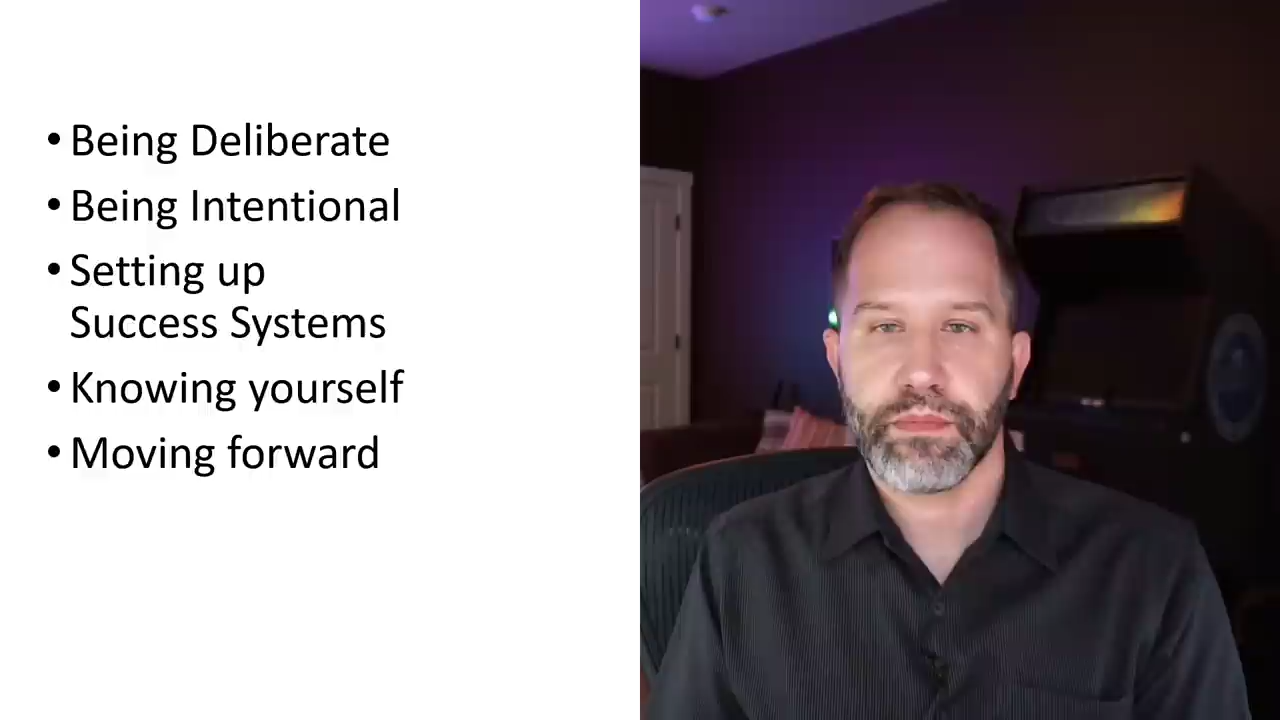 • Being Deliberate
• Being Intentional
• Setting up
Success Systems
• Knowing yourself
• Moving forward